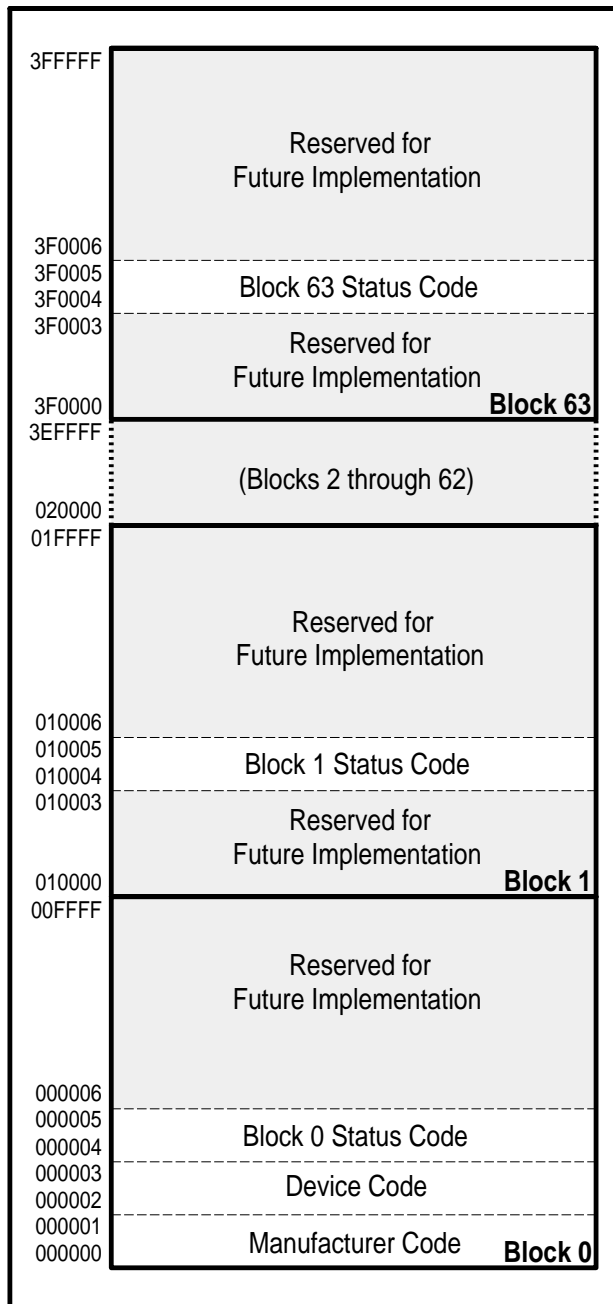 3FFFFF
Reserved for
Future Implementation
3F0006
3F0005
Block 63 Status Code
3F0004
3F0003
Reserved for
Future Implementation
3F0000
Block 63
3EFFFF
(Blocks 2 through 62)
020000
01FFFF
Reserved for
Future Implementation
010006
010005
Block 1 Status Code
010004
010003
Reserved for
Future Implementation
010000
Block 1
00FFFF
Reserved for
Future Implementation
000006
000005
Block 0 Status Code
000004
000003
Device Code
000002
000001
Manufacturer Code
000000
Block 0